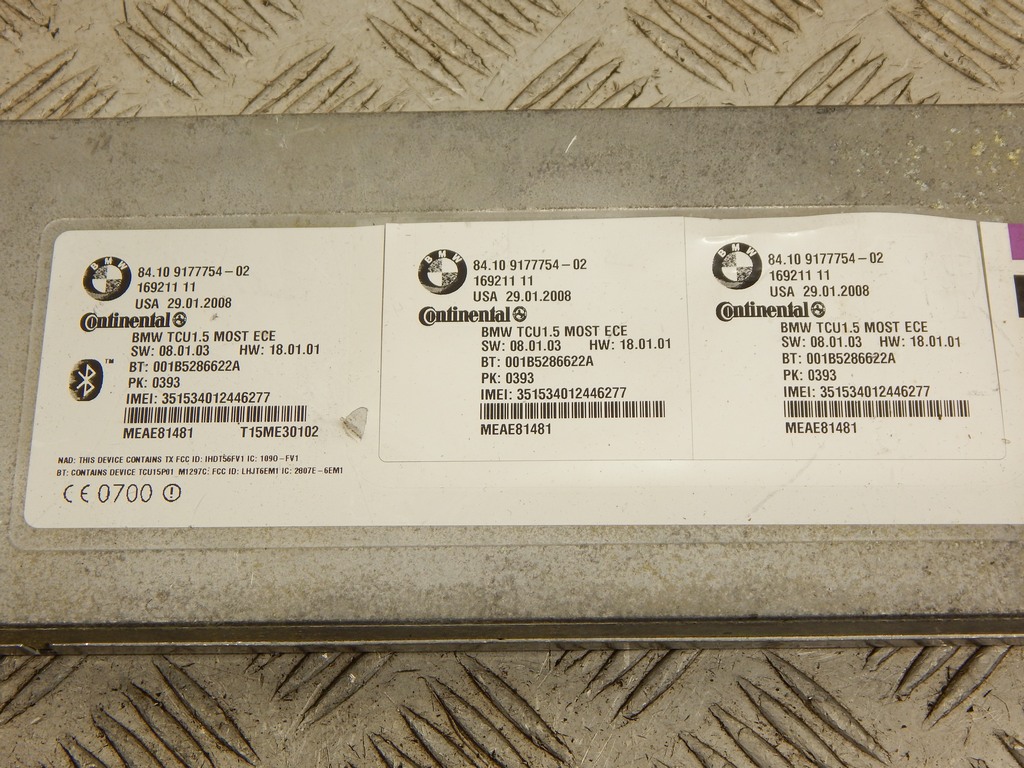 BMW
84.10 9177754-02
169211 11
USA 29.01.2008
Continental
BMW TCU1.5 MOST ECE
SW: 08.01.03 HW: 18.01.01
BT: 001B5286622A
PK: 0393
IMEI: 351534012446277
MEAE81481 T15ME30102
NAD: THIS DEVICE CONTAINS TX FCC ID: IHDT56FV1 IC: 109O-FV1
BT: CONTAINS DEVICE TCU15P01 M1297C: FCC ID: LHJT6EM1 IC: 2807E-6EM1
CE 0700
BMW
84.10 9177754-02
169211 11
USA 29.01.2008
Continental
BMW TCU1.5 MOST ECE
SW: 08.01.03 HW: 18.01.01
BT: 001B5286622A
PK: 0393
IMEI: 351534012446277
MEAE81481
BMW
84.10 9177754-02
169211 11
USA 29.01.2008
Continental
BMW TCU1.5 MOST ECE
SW: 08.01.03 HW: 18.01.01
BT: 001B5286622A
PK: 0393
IMEI: 351534012446277
MEAE81481